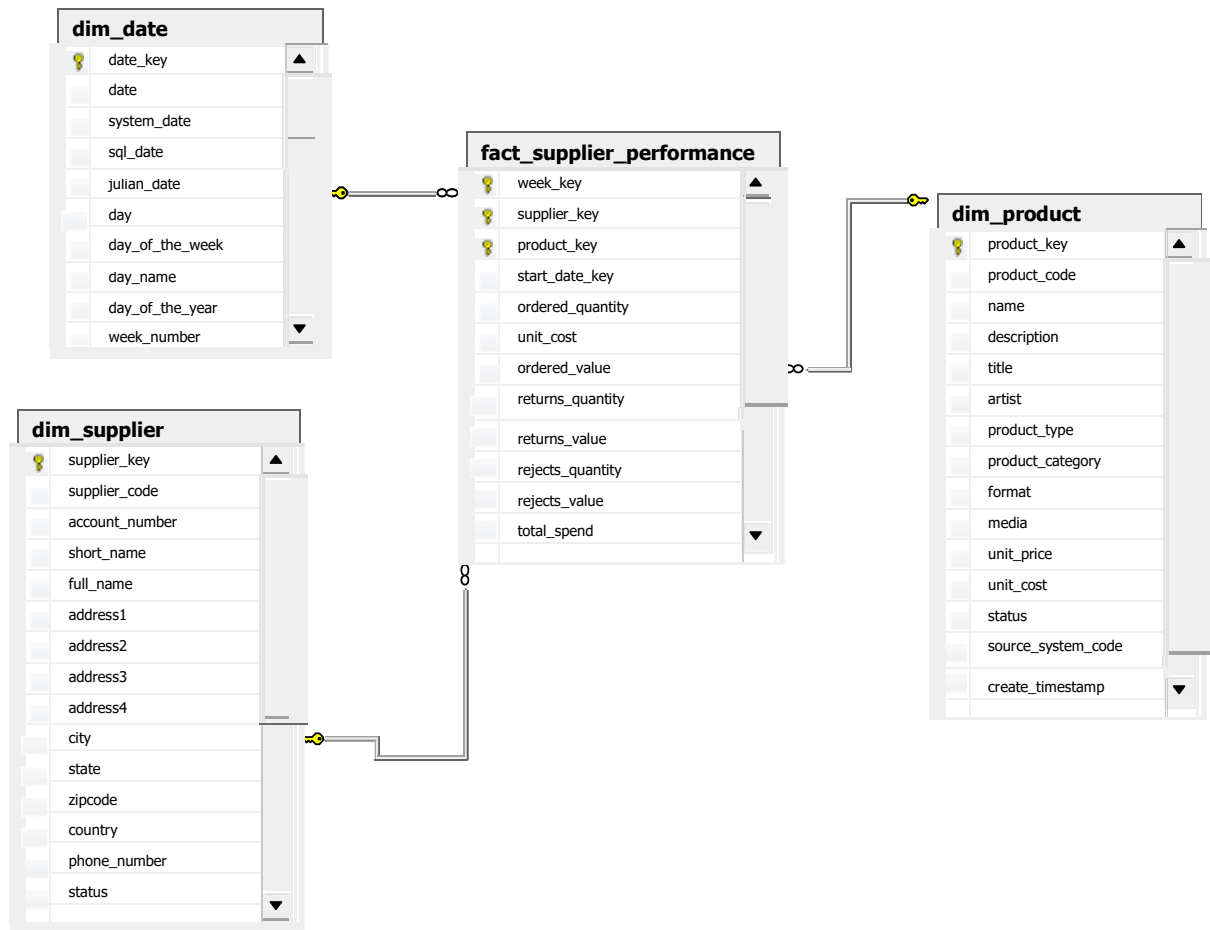 dim_date
date_key
date
system_date
sql_date
julian_date
day
day_of_the_week
day_name
day_of_the_year
week_number
fact_supplier_performance
week_key
supplier_key
product_key
start_date_key
ordered_quantity
unit_cost
ordered_value
returns_quantity
returns_value
rejects_quantity
rejects_value
total_spend
dim_product
product_key
product_code
name
description
title
artist
product_type
product_category
format
media
unit_price
unit_cost
status
source_system_code
create_timestamp
dim_supplier
supplier_key
supplier_code
account_number
short_name
full_name
address1
address2
address3
address4
city
state
zipcode
country
phone_number
status